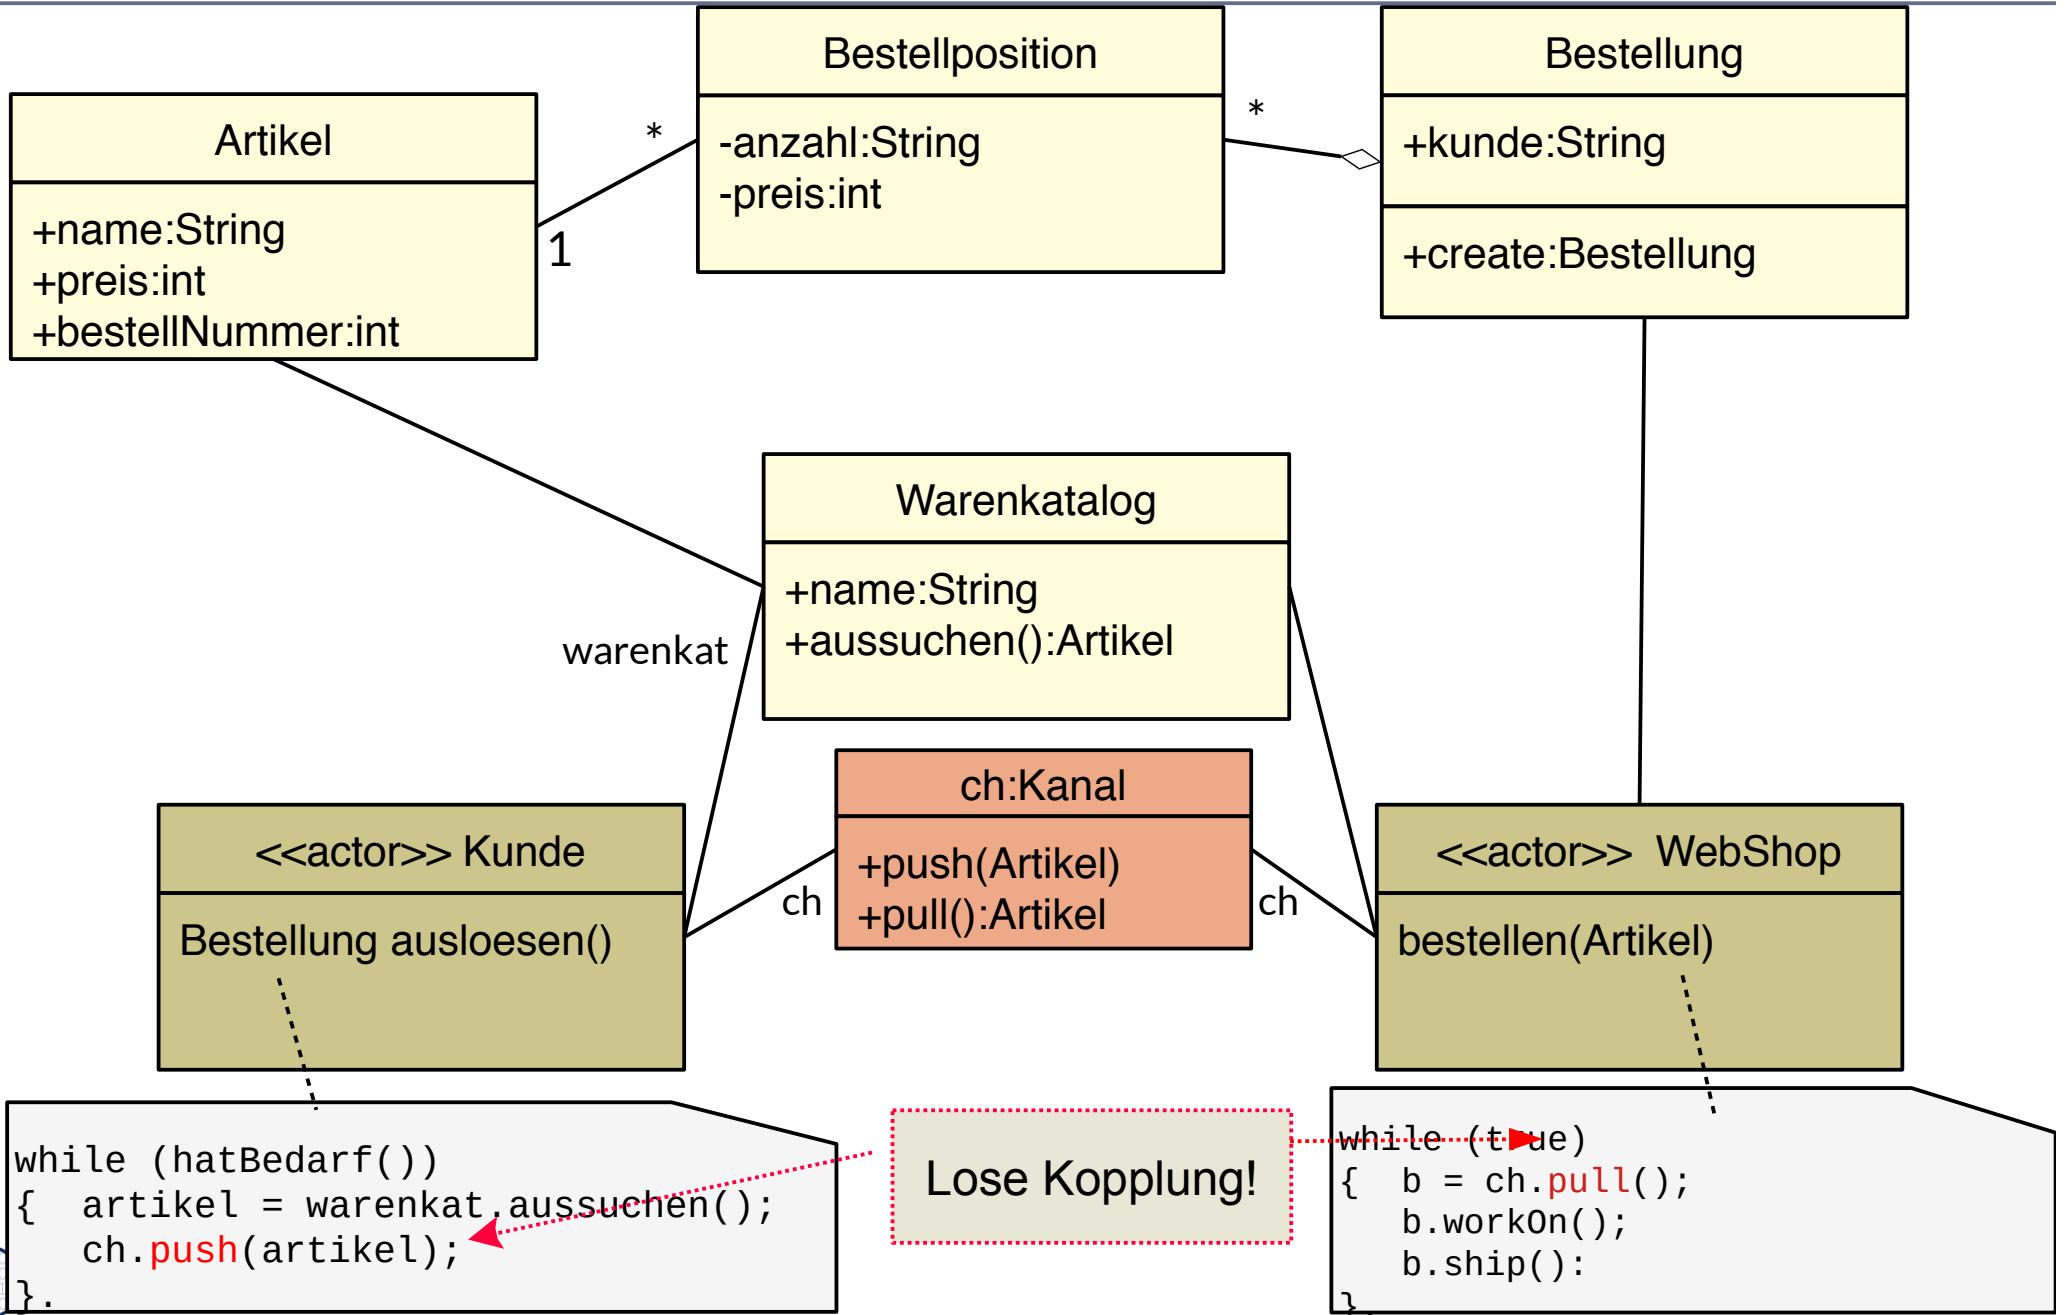 Bestellposition
-anzahl:String
-preis:int
*
*
Bestellung
+kunde:String
+create:Bestellung
Artikel
+name:String
+preis:int
+bestellNummer:int
1
Warenkatalog
+name:String
+aussuchen():Artikel
warenkat
ch:Kanal
+push(Artikel)
+pull():Artikel
ch
ch
<<actor>> Kunde
Bestellung ausloesen()
<<actor>> WebShop
bestellen(Artikel)
while (hatBedarf())
{ artikel = warenkat.aussuchen();
ch.push(artikel);
}.
Lose Kopplung!
while (true)
{ b = ch.pull();
b.workOn();
b.ship():
}